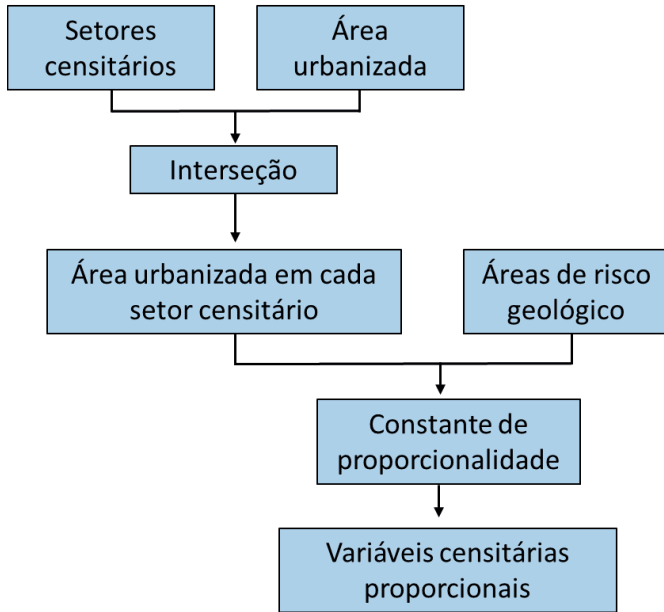 Setores
censitários
Área
urbanizada
Interseção
Área urbanizada em cada
setor censitário
Áreas de risco
geológico
Constante de
proporcionalidade
Variáveis censitárias
proporcionais